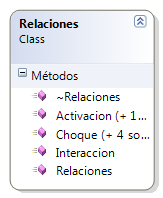 Relaciones
Class
Métodos
~Relaciones
Activacion (+ 1...
Choque (+ 4 so...
Interaccion
Relaciones